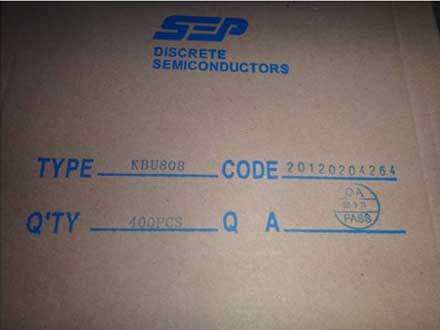 SEP
DISCRETE
SEMICONDUCTORS
TYPE KBU808 CODE 20120204264
Q'TY 400PCS Q A
QA
PASS